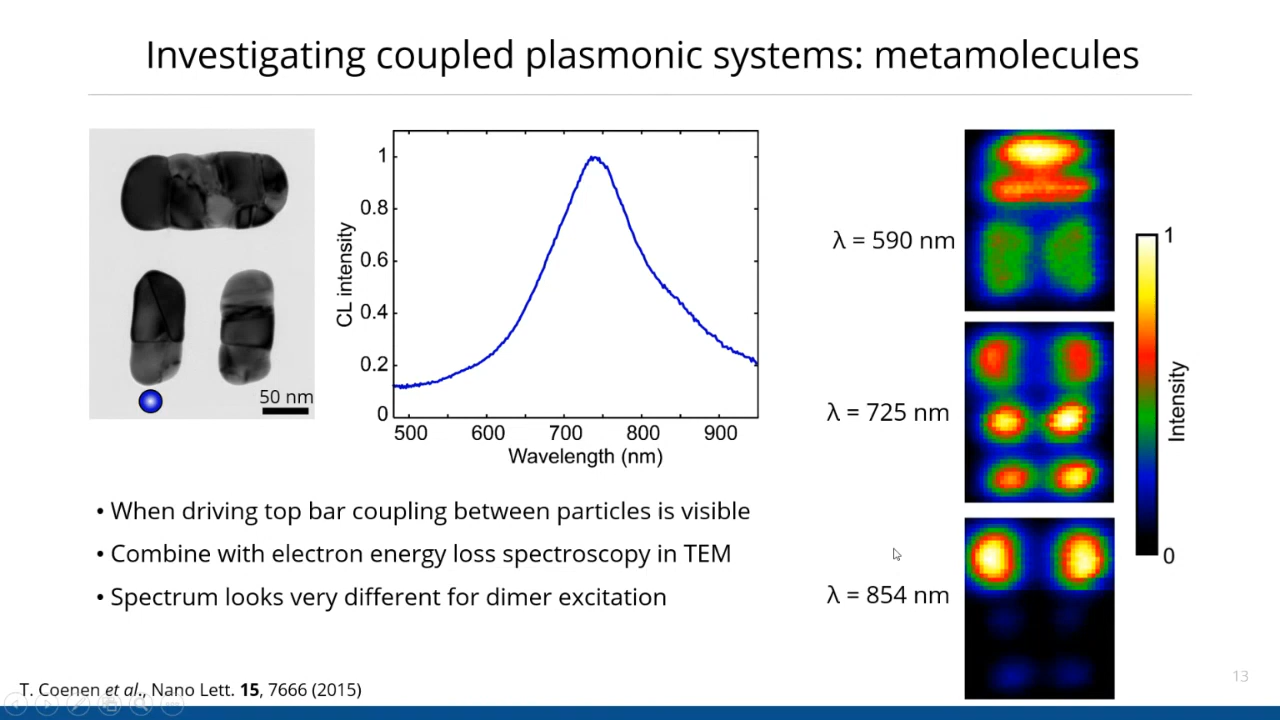 Investigating coupled plasmonic systems: metamolecules
50 nm
CL intensity
1
0.8
0.6
0.4
0.2
0
500 600 700 800 900
Wavelength (nm)
λ = 590 nm
λ = 725 nm
λ = 854 nm
1
Intensity
0
• When driving top bar coupling between particles is visible
• Combine with electron energy loss spectroscopy in TEM
• Spectrum looks very different for dimer excitation
T. Coenen et al., Nano Lett. 15, 7666 (2015)
13